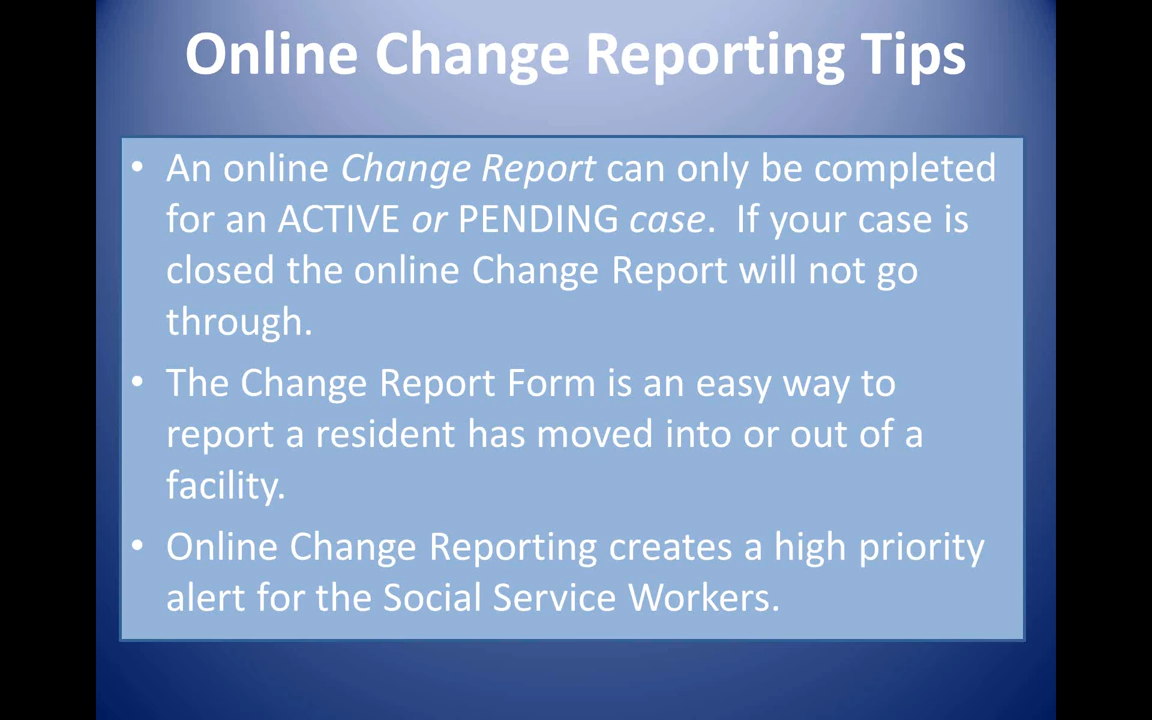 Online Change Reporting Tips
• An online Change Report can only be completed
for an ACTIVE or PENDING case.  If your case is
closed the online Change Report will not go
through.
• The Change Report Form is an easy way to
report a resident has moved into or out of a
facility.
• Online Change Reporting creates a high priority
alert for the Social Service Workers.